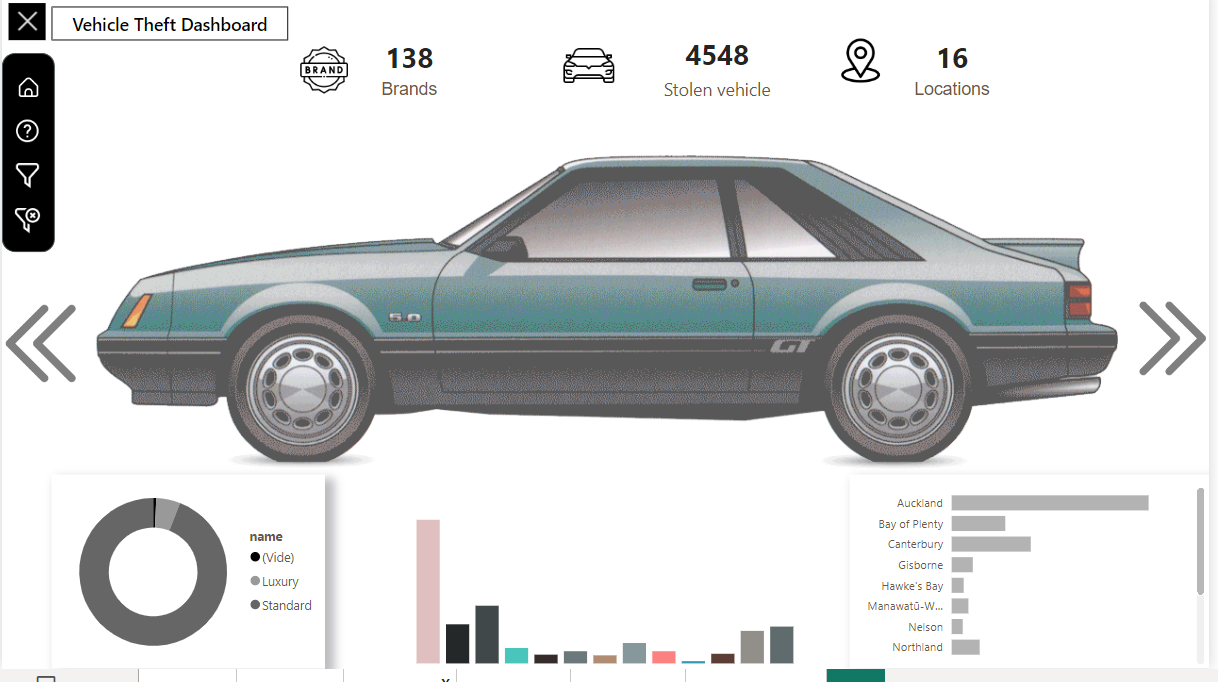 Vehicle Theft Dashboard
138
Brands
BRAND
4548
Stolen vehicle
16
Locations
5.0
GT
name
(Vide)
Luxury
Standard
Auckland
Bay of Plenty
Canterbury
Gisborne
Hawke's Bay
Manawatū-W...
Nelson
Northland